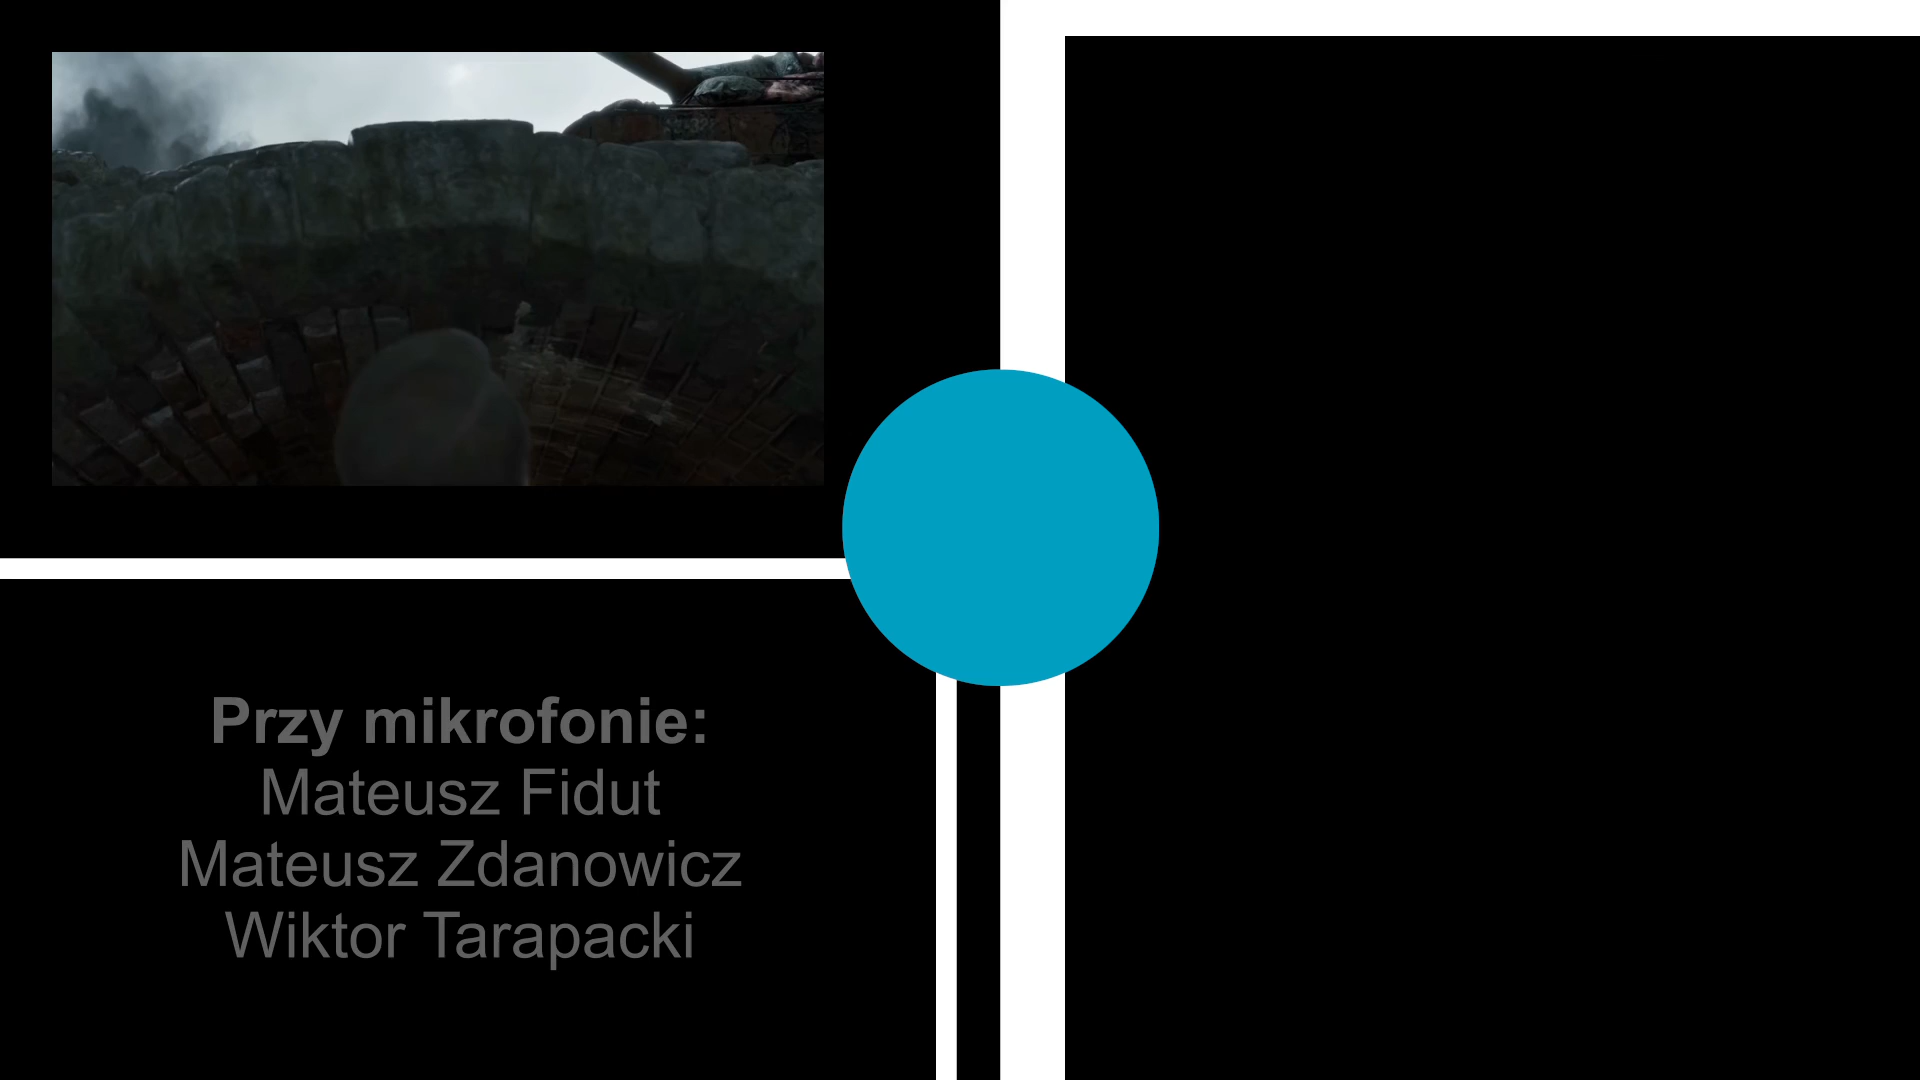 Przy mikrofonie:
Mateusz Fidut
Mateusz Zdanowicz
Wiktor Tarapacki